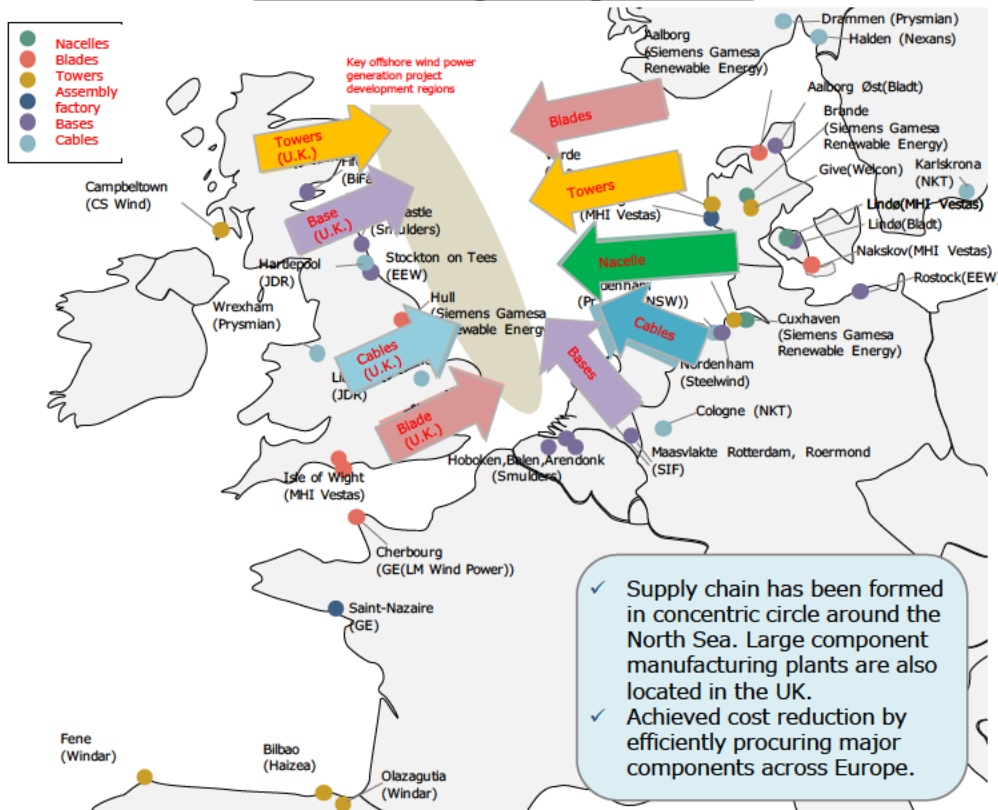 Nacelles
Blades
Towers
Assembly
factory
Bases
Cables
Key offshore wind power
generation project
development regions
Aalborg
(Siemens Gamesa
Renewable Energy)
Drammen (Prysmian)
Halden (Nexans)
Aalborg Øst(Bladt)
Brande
(Siemens Gamesa
Renewable Energy)
Give(Welcon)
Karlskrona
(NKT)
Lindø(MHI Vestas)
Lindø(Bladt)
Nakskov(MHI Vestas)
Rostock(EEW)
Blades
Towers
(MHI Vestas)
Nacelle
Cables
Bases
Towers
(U.K.)
Campbeltown
(CS Wind)
Base
(U.K.)
(Smulders)
Stockton on Tees
(EEW)
Hartlepool
(JDR)
Wrexham
(Prysmian)
Hull
(Siemens Gamesa
Cables
(U.K.)
(JDR)
Blade
(U.K.)
Cuxhaven
(Siemens Gamesa
Renewable Energy)
Nordenham
(Steelwind)
Cologne (NKT)
Maasvlakte Rotterdam, Roermond
(SIF)
Hoboken,Balen,Arendonk
(Smulders)
Isle of Wight
(MHI Vestas)
Cherbourg
(GE(LM Wind Power))
Saint-Nazaire
(GE)
Fene
(Windar)
Bilbao
(Haizea)
Olazagutia
(Windar)
✓ Supply chain has been formed
in concentric circle around the
North Sea. Large component
manufacturing plants are also
located in the UK.
✓ Achieved cost reduction by
efficiently procuring major
components across Europe.